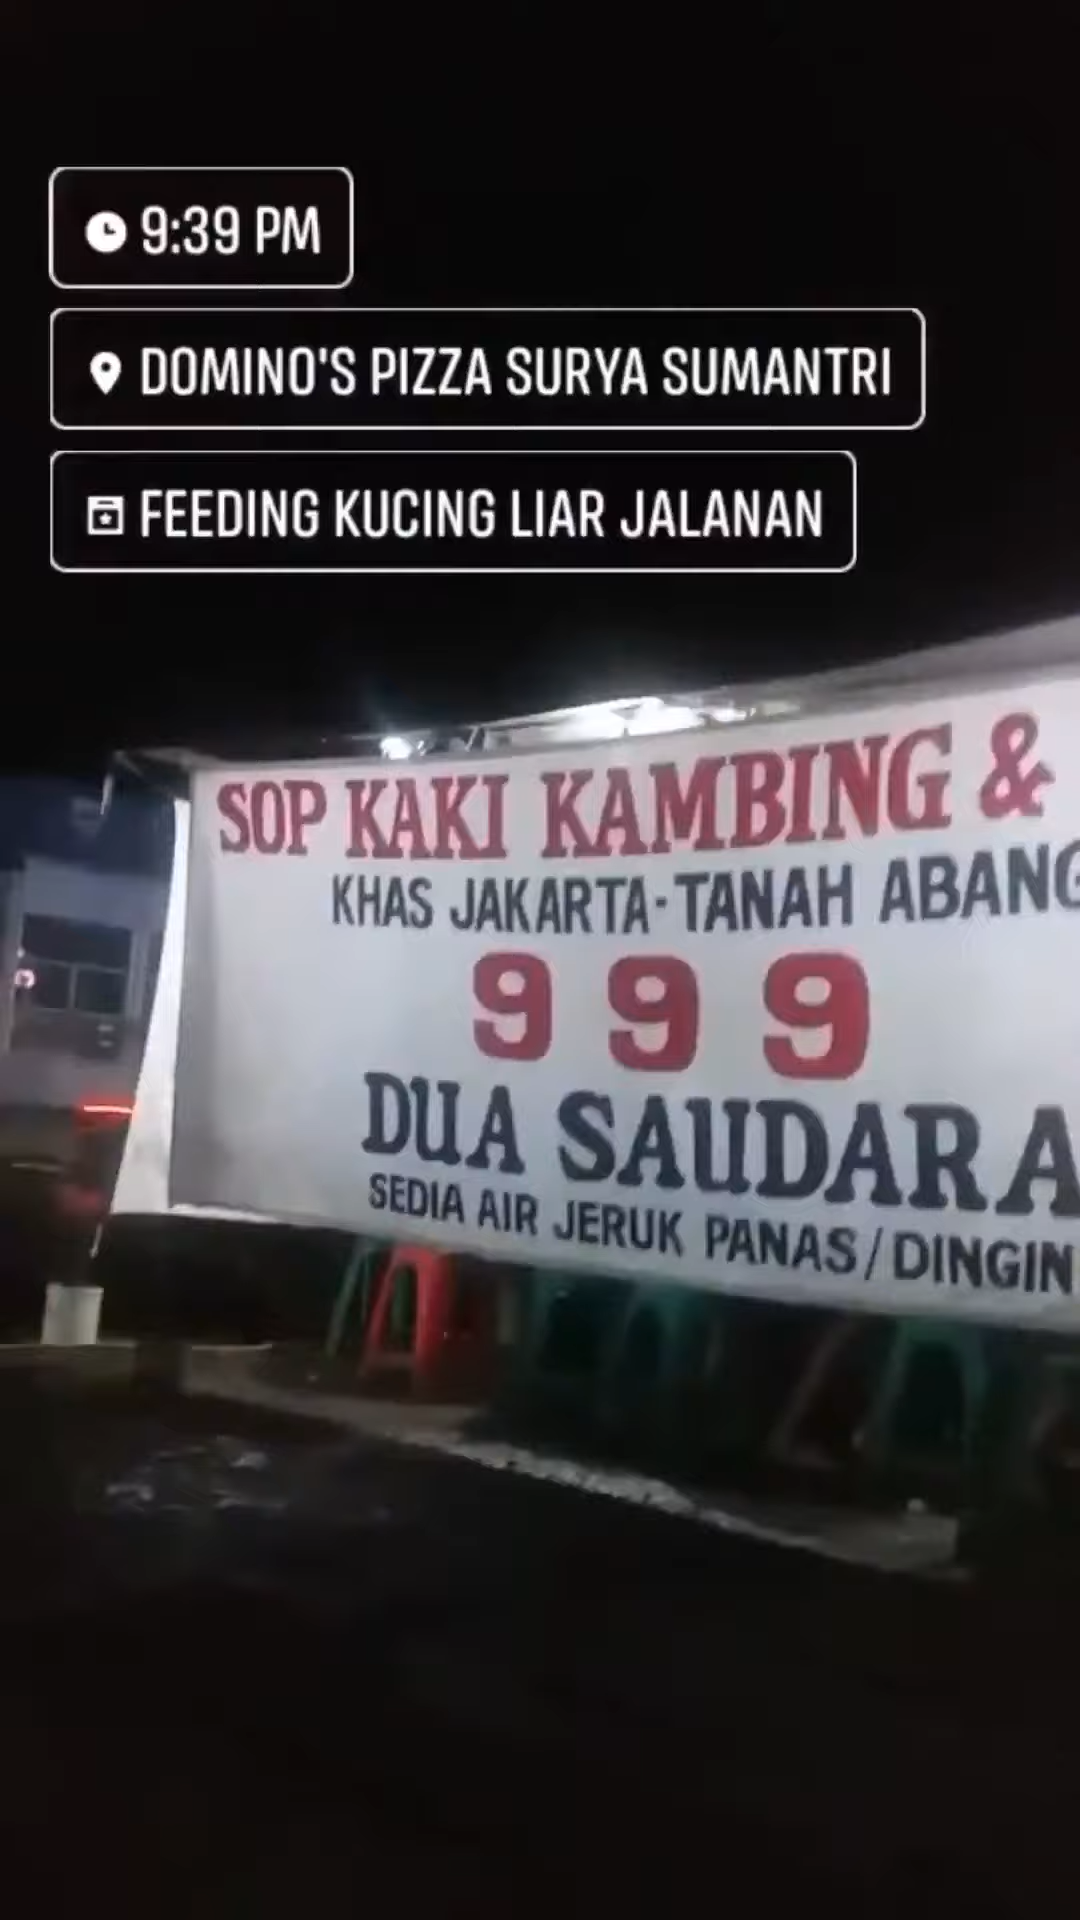 9:39 PM
DOMINO'S PIZZA SURYA SUMANTRI
FEEDING KUCING LIAR JALANAN
SOP KAKI KAMBING &
KHAS JAKARTA-TANAH ABANG
999
DUA SAUDARA
SEDIA AIR JERUK PANAS/DINGIN